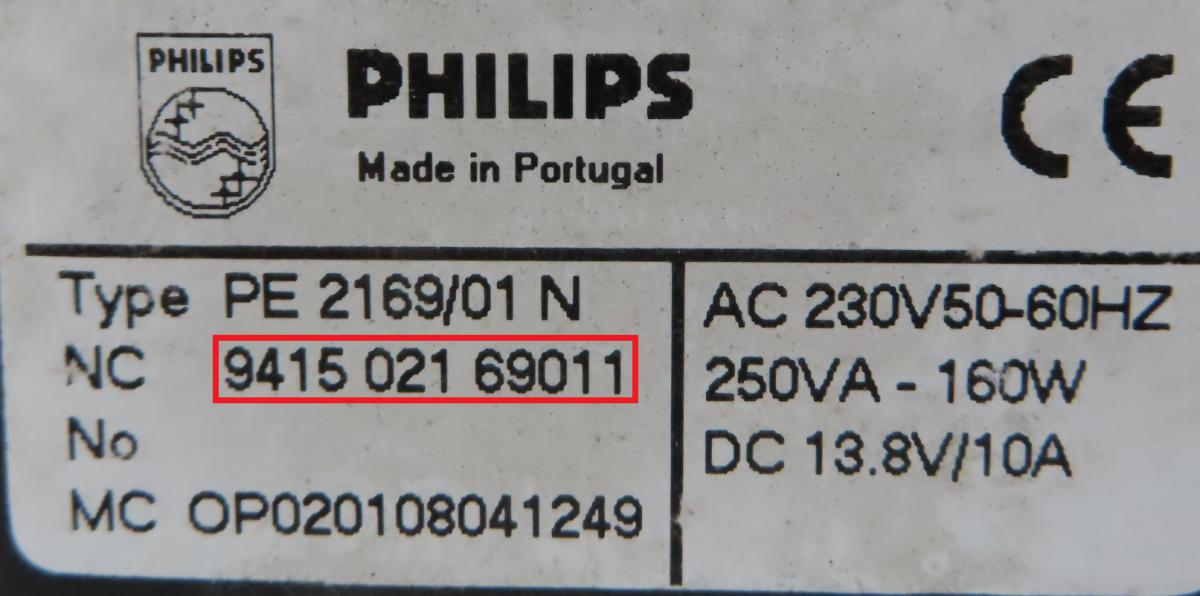 PHILIPS
PHILIPS
Made in Portugal
CE
Type PE 2169/01 N
NC 9415 021 69011
No
MC OP020108041249
AC 230V50-60HZ
250VA - 160W
DC 13.8V/10A